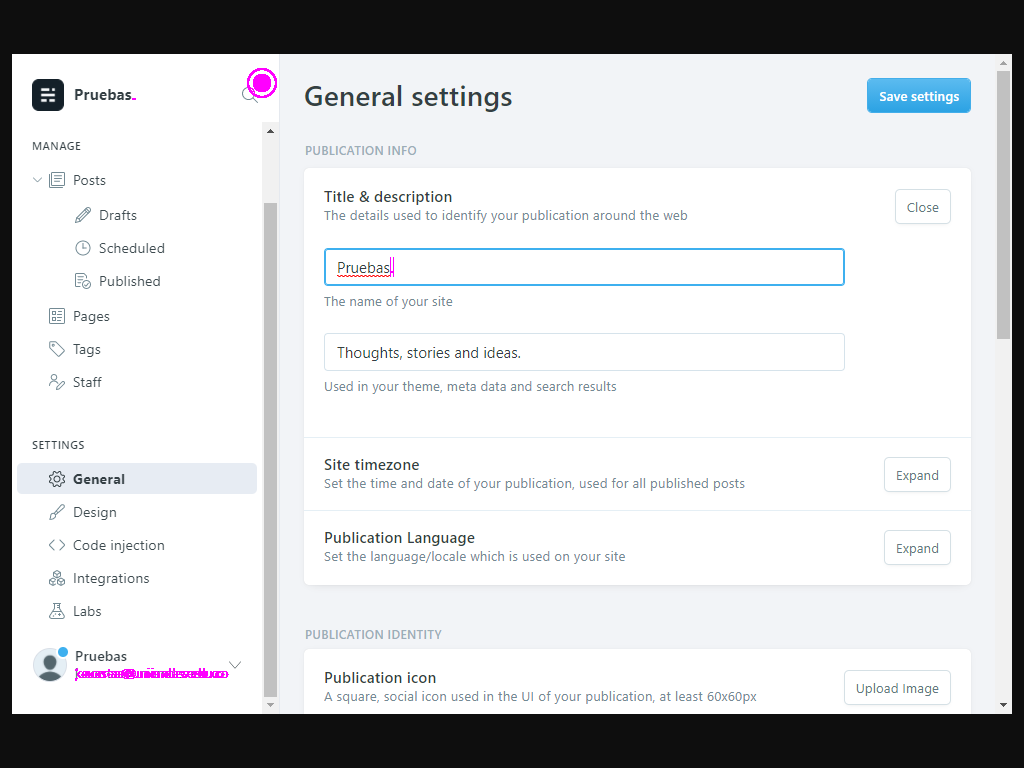 Pruebas.
MANAGE
Posts
Drafts
Scheduled
Published
Pages
Tags
Staff
SETTINGS
General
Design
Code injection
Integrations
Labs
Pruebas
General settings
Save settings
PUBLICATION INFO
Title & description
The details used to identify your publication around the web
Close
Pruebas.
The name of your site
Thoughts, stories and ideas.
Used in your theme, meta data and search results
Site timezone
Set the time and date of your publication, used for all published posts
Expand
Publication Language
Set the language/locale which is used on your site
Expand
PUBLICATION IDENTITY
Publication icon
A square, social icon used in the UI of your publication, at least 60x60px
Upload Image